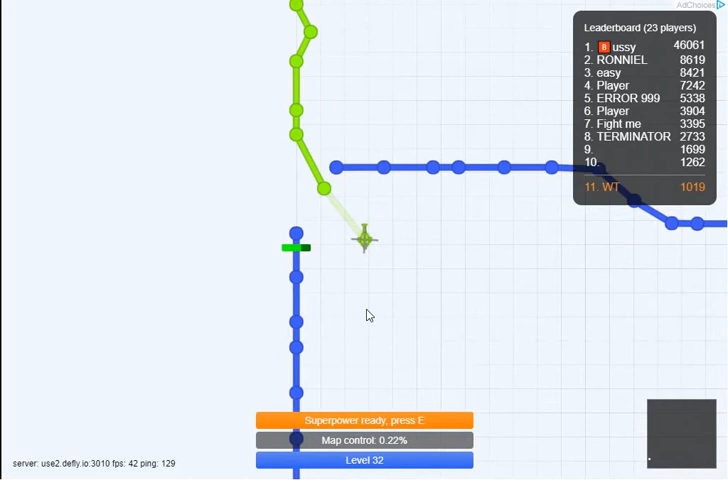 AdChoices
Leaderboard (23 players)
1. 🅱ussy 46061
2. RONNIEL 8619
3. easy 8421
4. Player 7242
5. ERROR 999 5338
6. Player 3904
7. Fight me 3395
8. TERMINATOR 2733
9. 1699
10. 1262
11. WT 1019
Superpower ready, press E
Map control: 0.22%
Level 32
server: use2.defly.io:3010 fps: 42 ping: 129